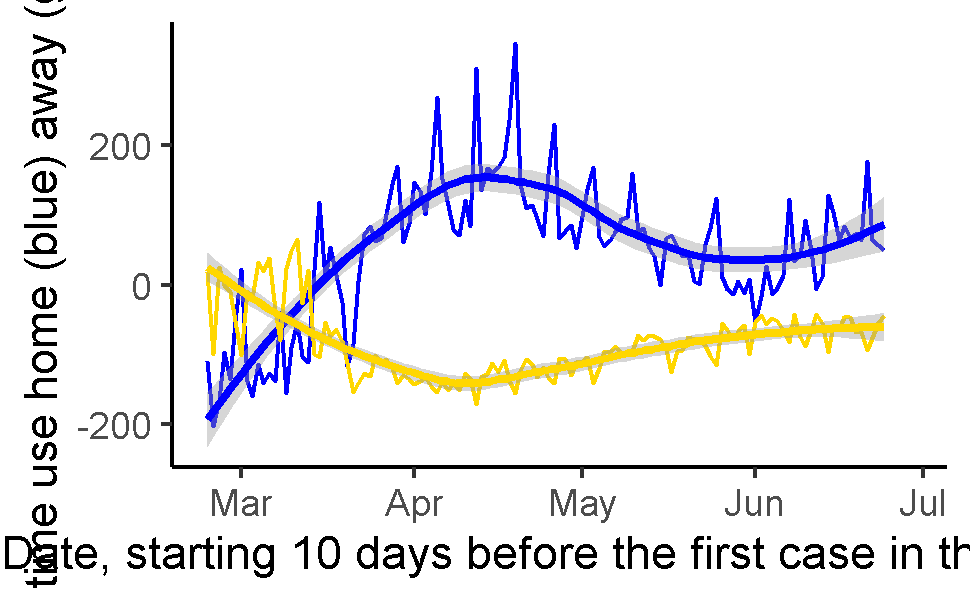 time use home (blue) away (
200
0
-200
Mar Apr May Jun Jul
Date, starting 10 days before the first case in